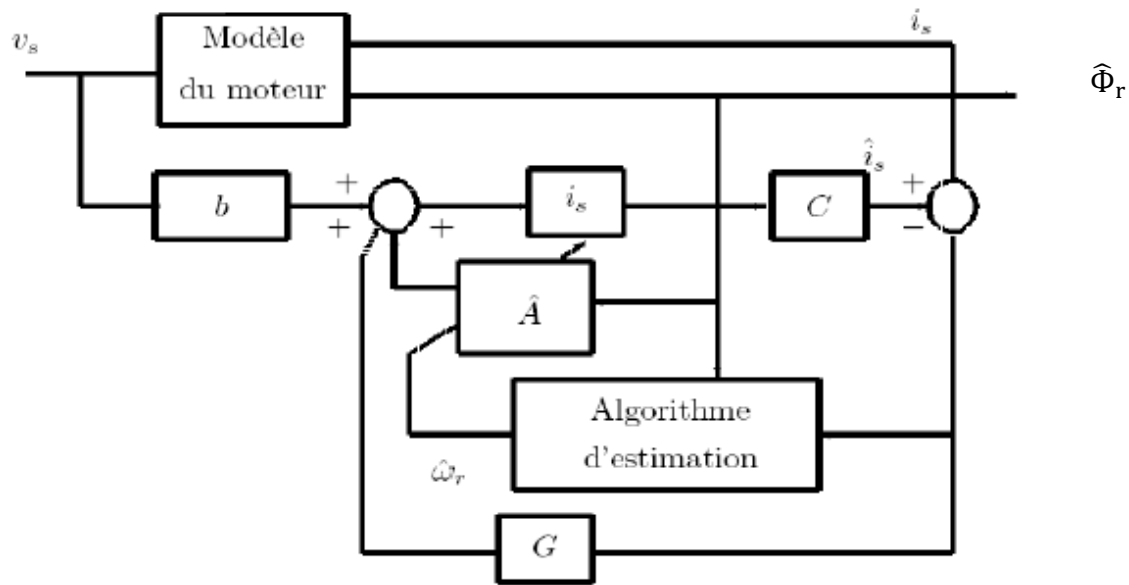 v_s
Modèle
du moteur
i_s
Φ̂_r
b
+
+
+
i_s
C
î_s
+
−
Â
Algorithme
d'estimation
ω̂_r
G